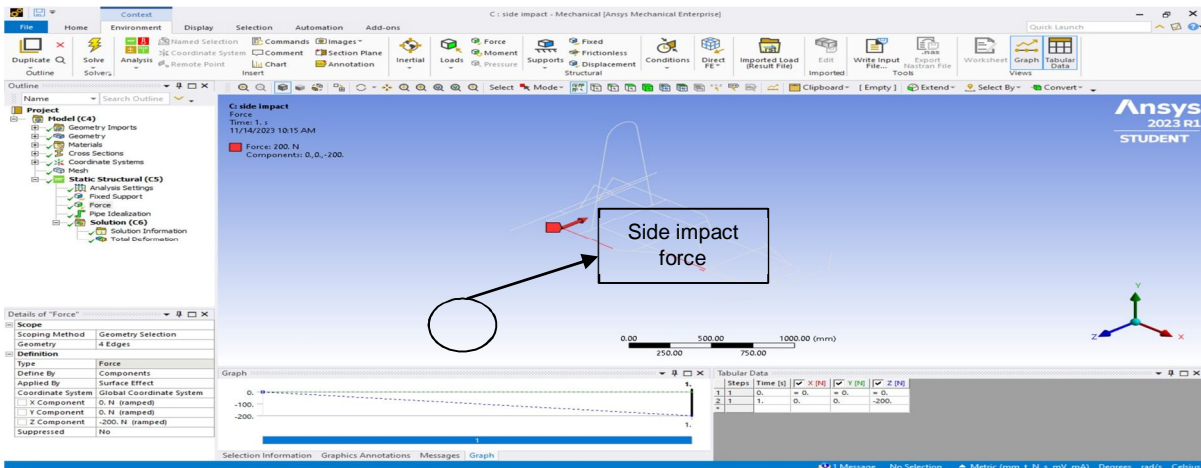 Context
C : side impact - Mechanical [Ansys Mechanical Enterprise]
File Home Environment Display Selection Automation Add-ons
Quick Launch
Duplicate Q
Outline
Solve
Solvers
Analysis
Named Selection
Coordinate System
Remote Point
Commands
Comment
Chart
Images
Section Plane
Annotation
Insert
Inertial
Loads
Force
Moment
Pressure
Supports
Fixed
Frictionless
Displacement
Structural
Conditions
Direct
FE
Imported Load
(Result File)
Edit
Imported
Write Input
File...
Export
Nastran File
.nas
Tools
Worksheet
Graph
Tabular
Data
Views
Outline
Select Mode Clipboard [ Empty ] Extend Select By Convert
Name Search Outline
Project
Model (C4)
Geometry Imports
Geometry
Materials
Cross Sections
Coordinate Systems
Mesh
Static Structural (C5)
Analysis Settings
Fixed Support
Force
Pipe Idealization
Solution (C6)
Solution Information
Total Deformation
C: side impact
Force
Time: 1. s
11/14/2023 10:15 AM
Force: 200. N
Components: 0.,0.,-200.
Ansys
2023 R1
STUDENT
Side impact
force
0.00 500.00 1000.00 (mm)
250.00 750.00
Y
Z X
Details of "Force"
Scope
Scoping Method Geometry Selection
Geometry 4 Edges
Definition
Type Force
Define By Components
Applied By Surface Effect
Coordinate System Global Coordinate System
X Component 0. N (ramped)
Y Component 0. N (ramped)
Z Component -200. N (ramped)
Suppressed No
Graph
1.
0.
-100.
-200.
1.
1
Tabular Data
Steps Time [s] X [N] Y [N] Z [N]
1 1 0. = 0. = 0. = 0.
2 1 1. 0. 0. -200.
*
Selection Information Graphics Annotations Messages Graph
1 Message No Selection Metric (mm, t, N, s, mV, mA) Degrees rad/s Celsius